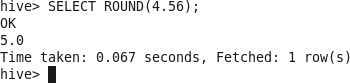 hive> SELECT ROUND(4.56);
OK
5.0
Time taken: 0.067 seconds, Fetched: 1 row(s)
hive>